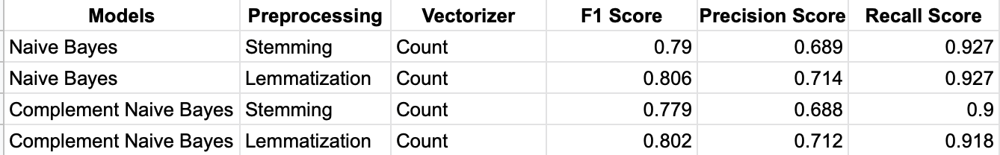 Models Preprocessing Vectorizer F1 Score Precision Score Recall Score
Naive Bayes Stemming Count 0.79 0.689 0.927
Naive Bayes Lemmatization Count 0.806 0.714 0.927
Complement Naive Bayes Stemming Count 0.779 0.688 0.9
Complement Naive Bayes Lemmatization Count 0.802 0.712 0.918